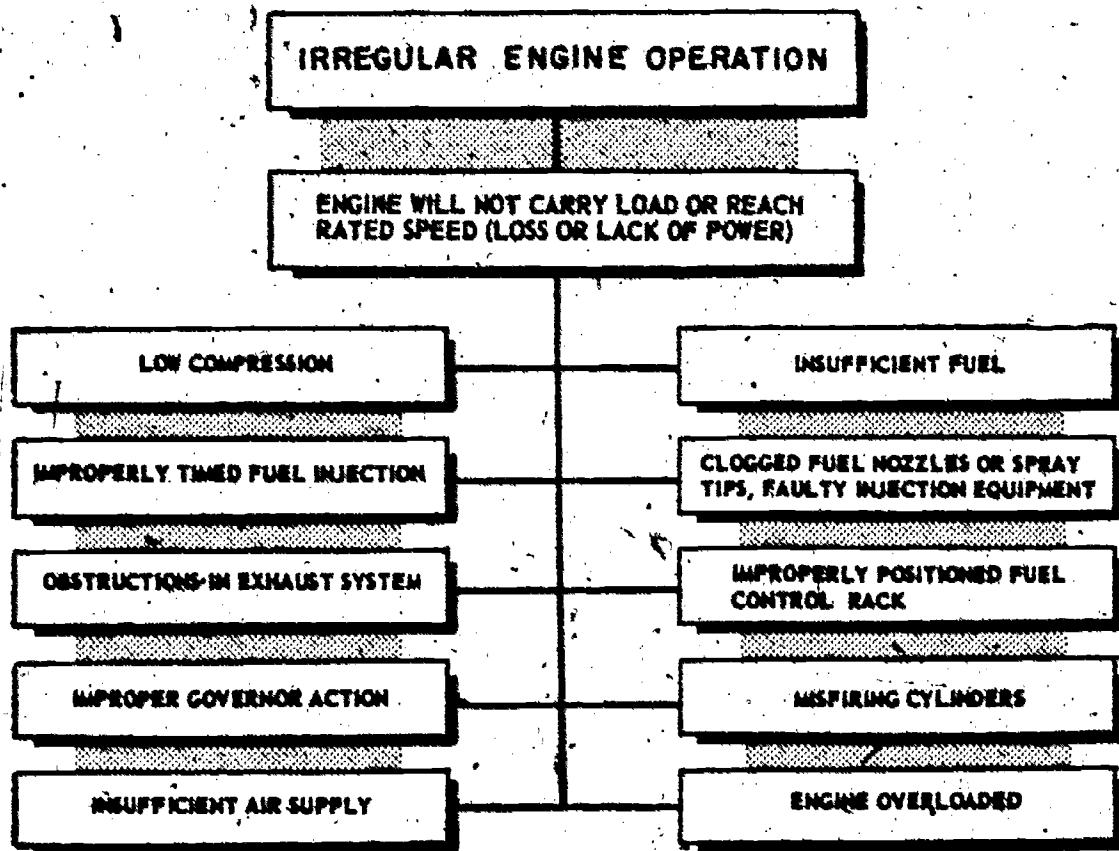 IRREGULAR ENGINE OPERATION
ENGINE WILL NOT CARRY LOAD OR REACH
RATED SPEED (LOSS OR LACK OF POWER)
LOW COMPRESSION
INSUFFICIENT FUEL
IMPROPERLY TIMED FUEL INJECTION
CLOGGED FUEL NOZZLES OR SPRAY
TIPS, FAULTY INJECTION EQUIPMENT
OBSTRUCTIONS IN EXHAUST SYSTEM
IMPROPERLY POSITIONED FUEL
CONTROL RACK
IMPROPER GOVERNOR ACTION
MISFIRING CYLINDERS
INSUFFICIENT AIR SUPPLY
ENGINE OVERLOADED